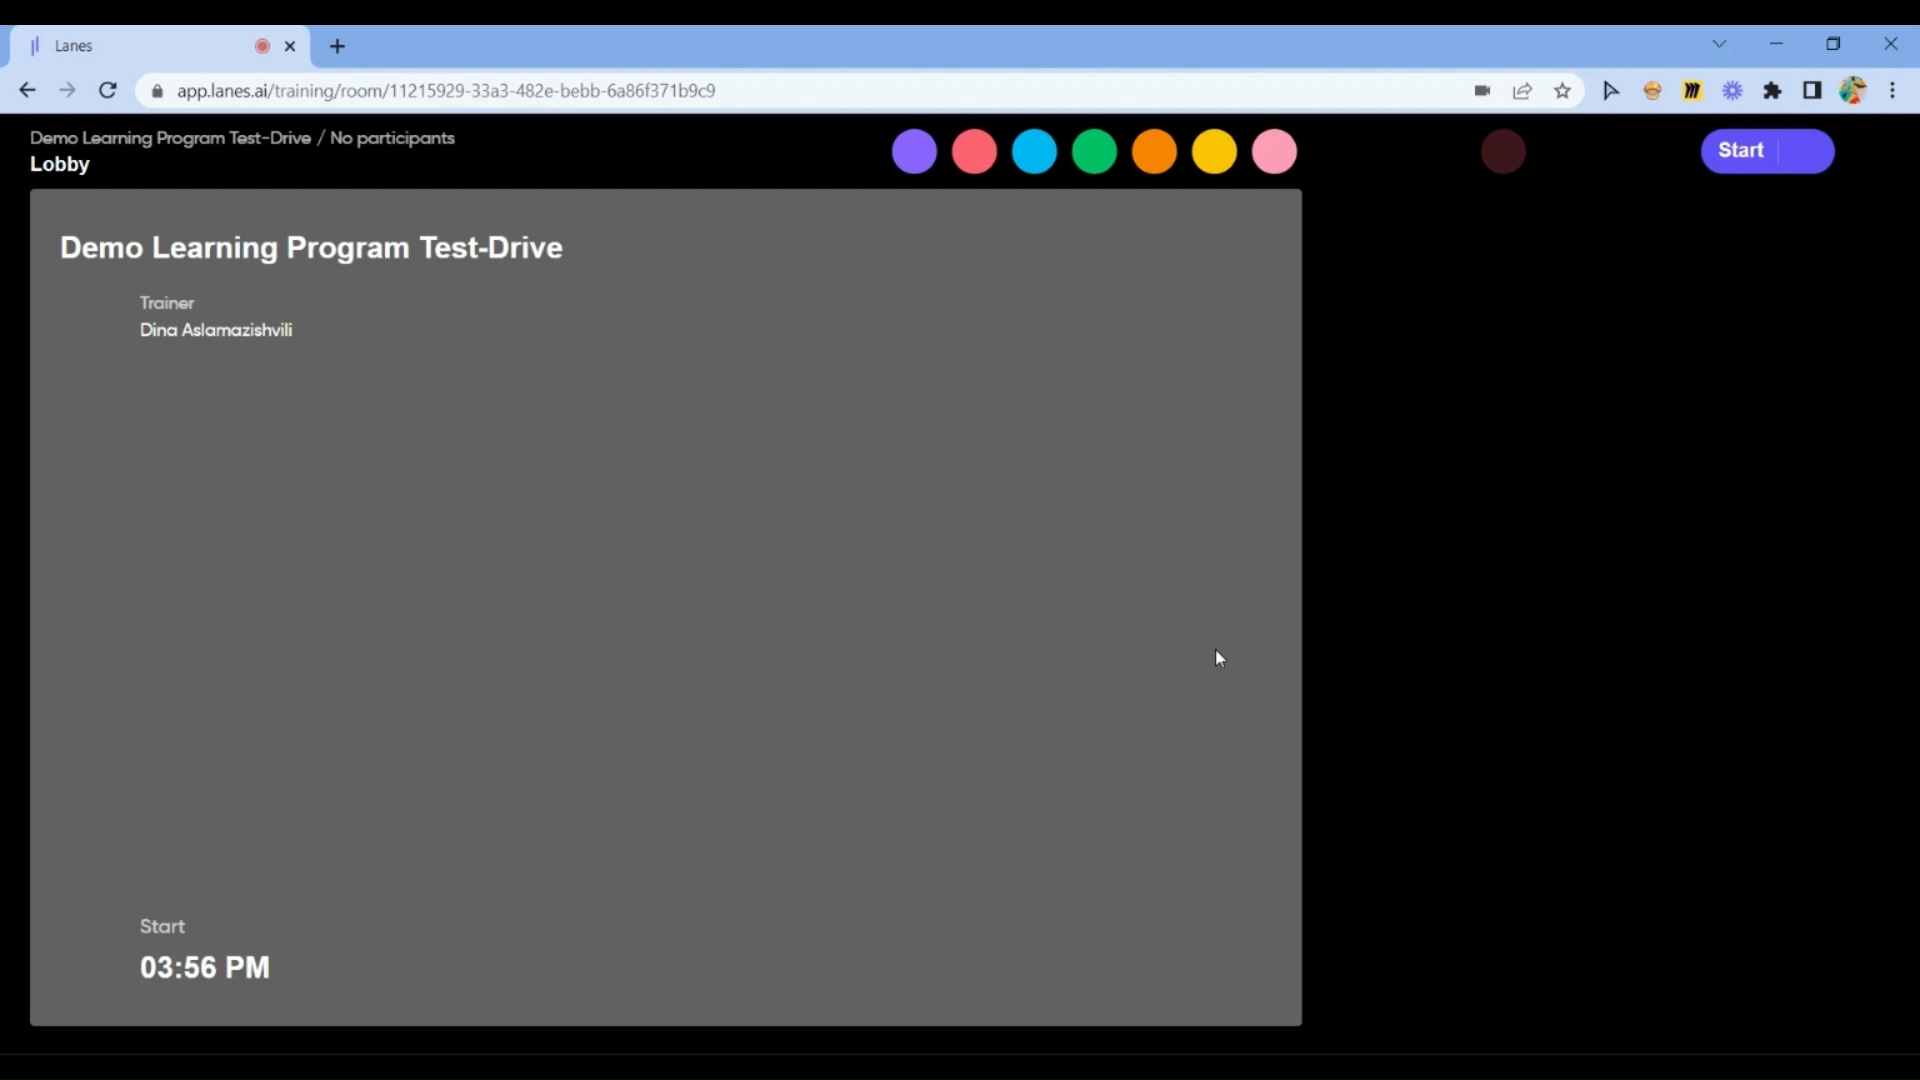 Lanes
app.lanes.ai/training/room/11215929-33a3-482e-bebb-6a86f371b9c9
Demo Learning Program Test-Drive / No participants
Lobby
Start
Demo Learning Program Test-Drive
Trainer
Dina Aslamazishvili
Start
03:56 PM